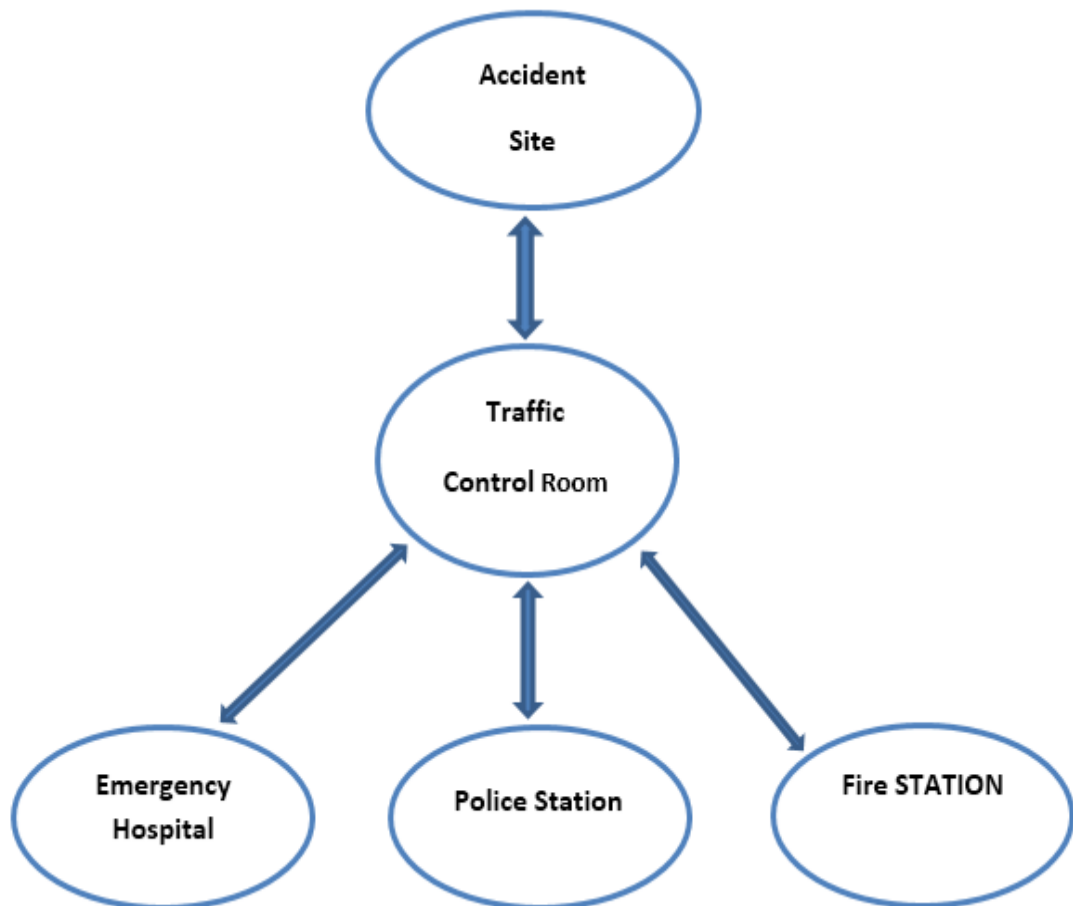 Accident
Site
Traffic
Control Room
Emergency
Hospital
Police Station
Fire STATION